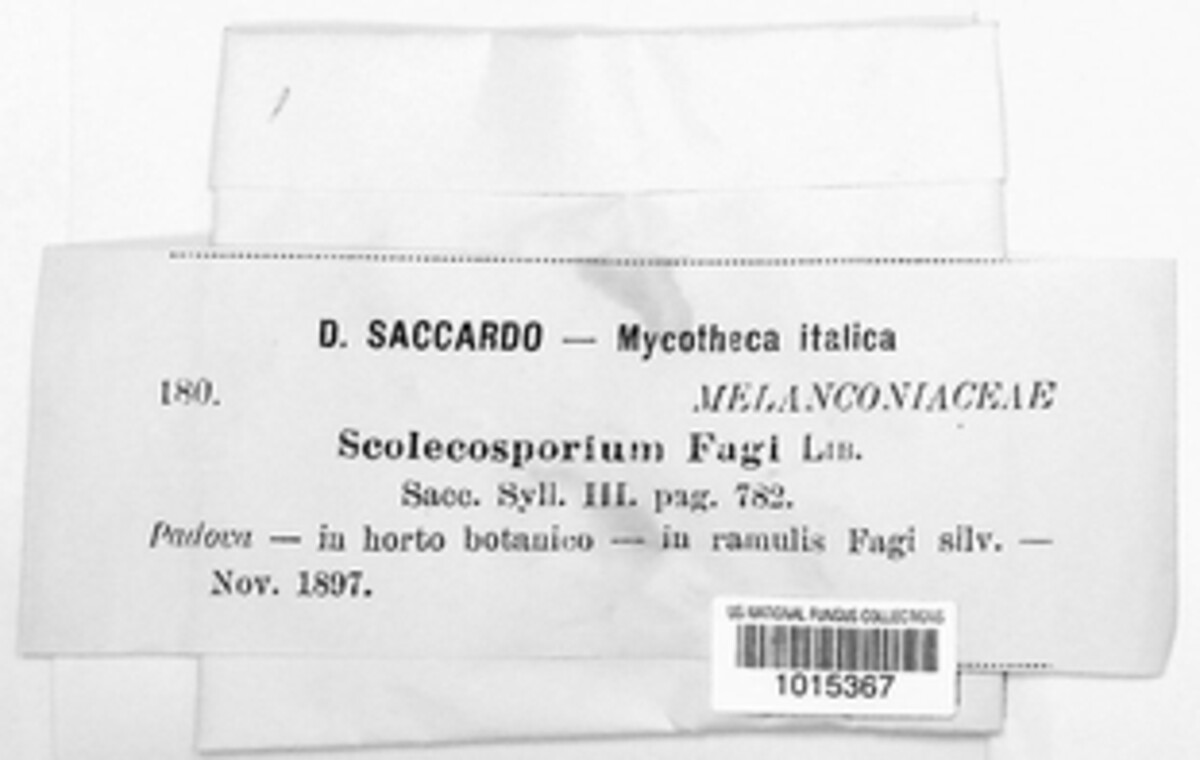 D. SACCARDO — Mycotheca italica
180. MELANCONIACEAE
Scolecosporium Fagi LIB.
Sacc. Syll. III. pag. 782.
Padova — in horto botanico — in ramulis Fagi silv. —
Nov. 1897.
US NATIONAL FUNGUS COLLECTIONS
1015367